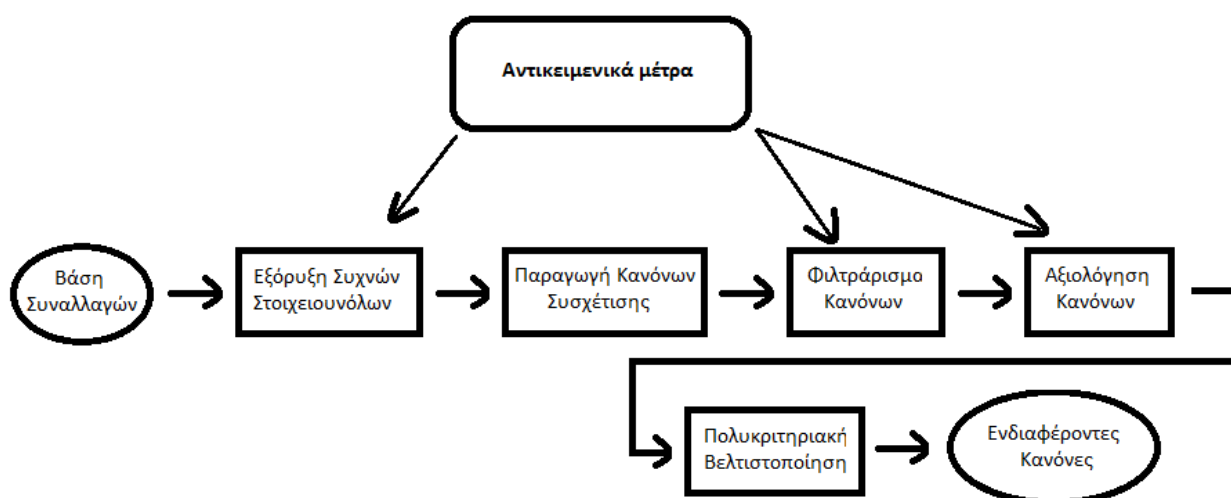 Αντικειμενικά μέτρα
Βάση
Συναλλαγών
Εξόρυξη Συχνών
Στοιχειουνόλων
Παραγωγή Κανόνων
Συσχέτισης
Φιλτράρισμα
Κανόνων
Αξιολόγηση
Κανόνων
Πολυκριτηριακή
Βελτιστοποίηση
Ενδιαφέροντες
Κανόνες